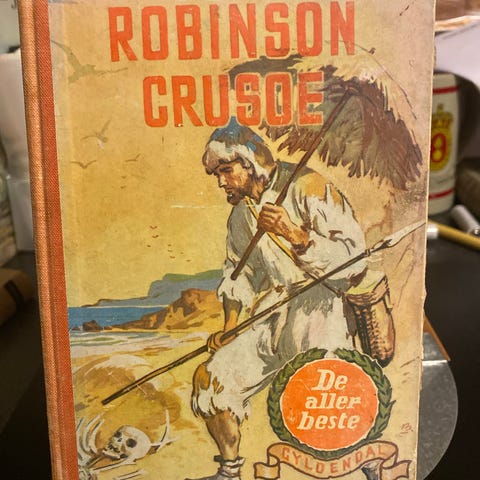 ROBINSON
CRUSOE
De
aller
beste
GYLDENDAL